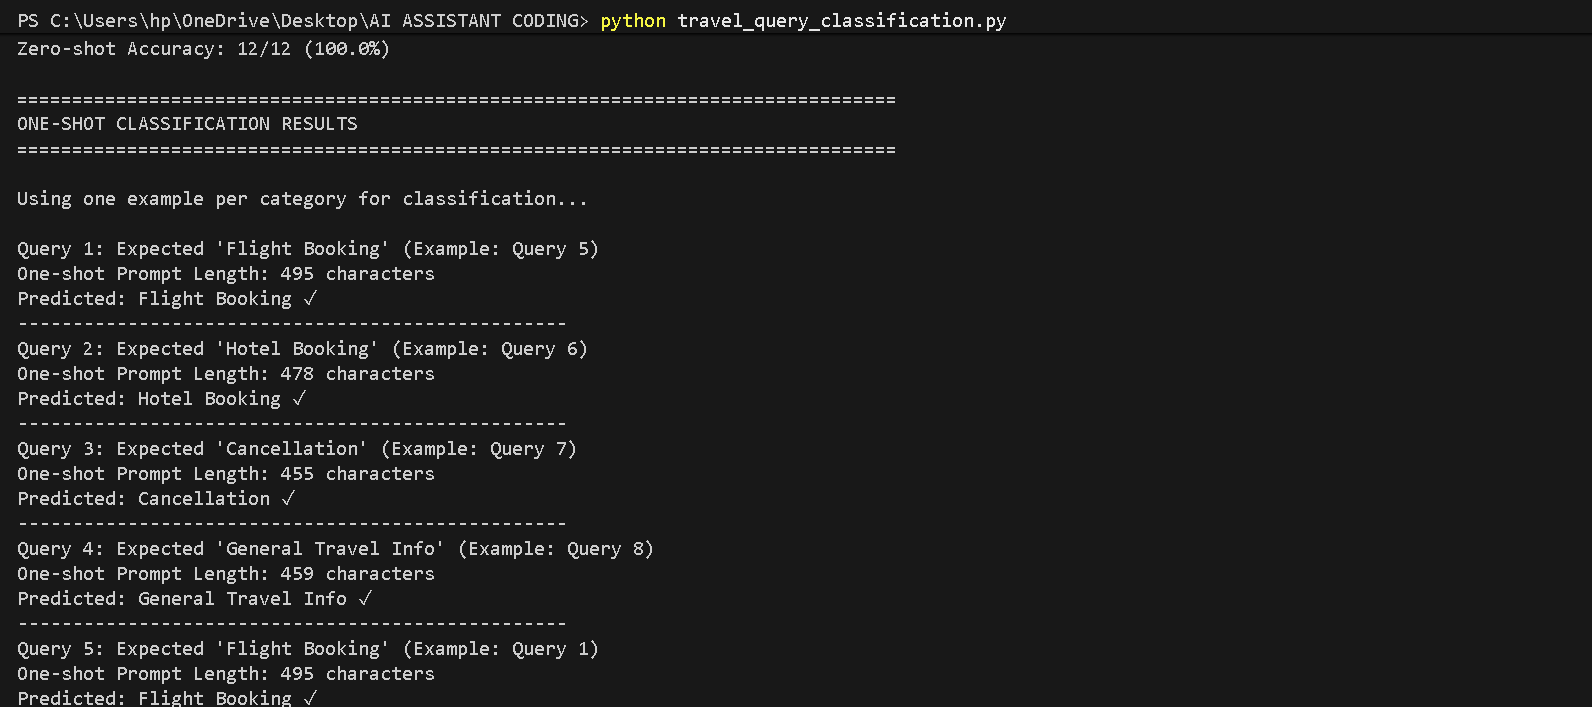 PS C:\Users\hp\OneDrive\Desktop\AI ASSISTANT CODING> python travel_query_classification.py
Zero-shot Accuracy: 12/12 (100.0%)
================================================================================
ONE-SHOT CLASSIFICATION RESULTS
================================================================================
Using one example per category for classification...
Query 1: Expected 'Flight Booking' (Example: Query 5)
One-shot Prompt Length: 495 characters
Predicted: Flight Booking ✓
--------------------------------------------------
Query 2: Expected 'Hotel Booking' (Example: Query 6)
One-shot Prompt Length: 478 characters
Predicted: Hotel Booking ✓
--------------------------------------------------
Query 3: Expected 'Cancellation' (Example: Query 7)
One-shot Prompt Length: 455 characters
Predicted: Cancellation ✓
--------------------------------------------------
Query 4: Expected 'General Travel Info' (Example: Query 8)
One-shot Prompt Length: 459 characters
Predicted: General Travel Info ✓
--------------------------------------------------
Query 5: Expected 'Flight Booking' (Example: Query 1)
One-shot Prompt Length: 495 characters
Predicted: Flight Booking ✓